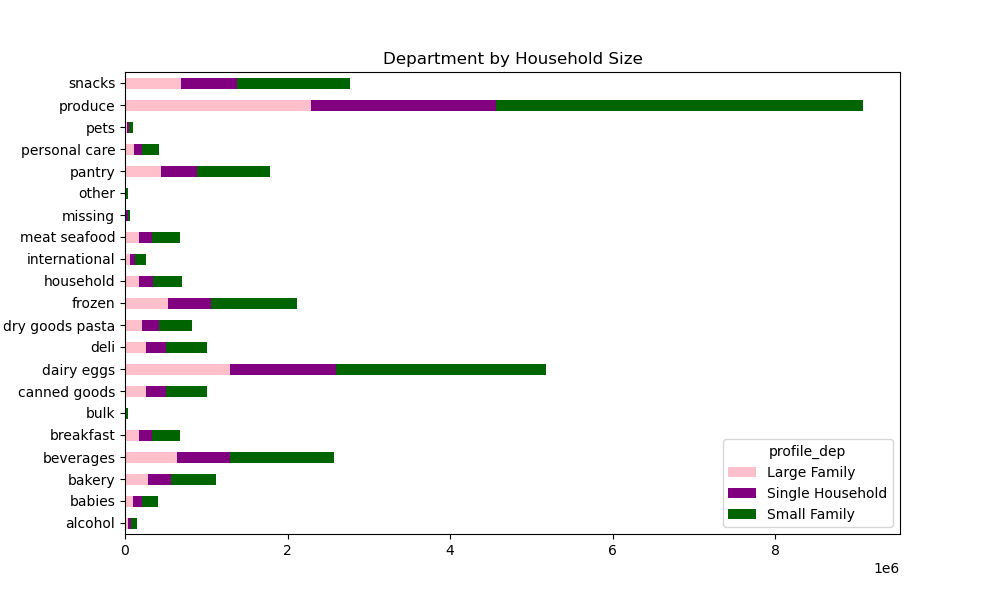 Department by Household Size
snacks
produce
pets
personal care
pantry
other
missing
meat seafood
international
household
frozen
dry goods pasta
deli
dairy eggs
canned goods
bulk
breakfast
beverages
bakery
babies
alcohol
profile_dep
Large Family
Single Household
Small Family
0 2 4 6 8
1e6